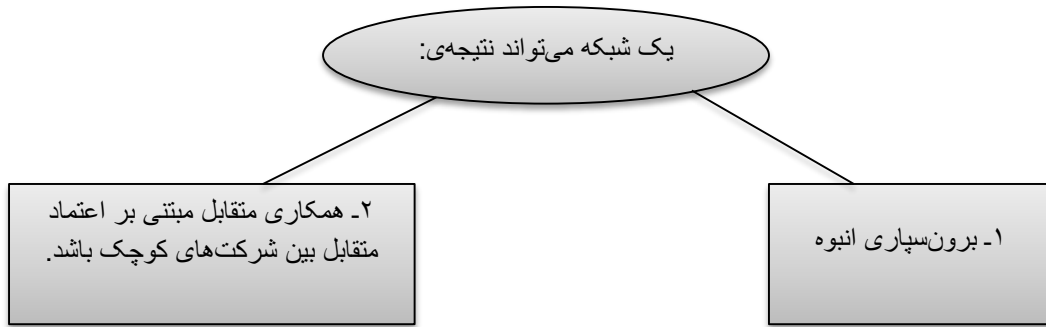 یک شبکه می‌تواند نتیجه‌ی:
۱ـ برون‌سپاری انبوه
۲ـ همکاری متقابل مبتنی بر اعتماد
متقابل بین شرکت‌های کوچک باشد.